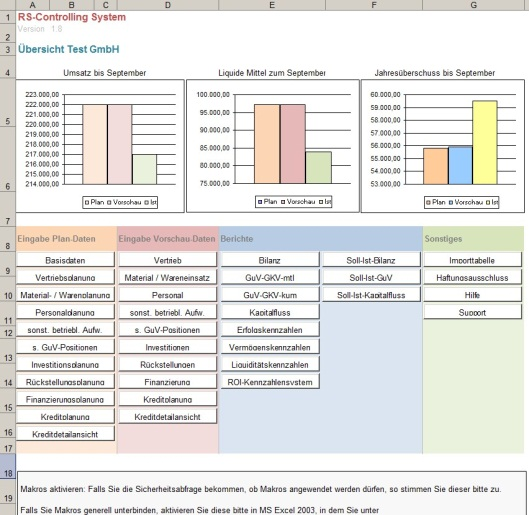 A B C D E F G
1 RS-Controlling System
2 Version 1.8
3 Übersicht Test GmbH
4 Umsatz bis September Liquide Mittel zum September Jahresüberschuss bis September
223.000,00
222.000,00
221.000,00
220.000,00
219.000,00
218.000,00
217.000,00
216.000,00
215.000,00
214.000,00
Plan Vorschau Ist
100.000,00
95.000,00
90.000,00
85.000,00
80.000,00
75.000,00
Plan Vorschau Ist
60.000,00
59.000,00
58.000,00
57.000,00
56.000,00
55.000,00
54.000,00
53.000,00
Plan Vorschau Ist
5
6
7
8 Eingabe Plan-Daten Eingabe Vorschau-Daten Berichte Sonstiges
Basisdaten Vertrieb Bilanz Soll-Ist-Bilanz Importtabelle
9 Vertriebsplanung Material / Wareneinsatz GuV-GKV-mtl Soll-Ist-GuV Haftungsausschluss
10 Material- / Warenplanung Personal GuV-GKV-kum Soll-Ist-Kapitalfluss Hilfe
11 Personalplanung sonst. betriebl. Aufw. Kapitalfluss Support
12 sonst. betriebl. Aufw. s. GuV-Positionen Erfolgskennzahlen
s. GuV-Positionen Investitionen Vermögenskennzahlen
13 Investitionsplanung Rückstellungen Liquiditätskennzahlen
14 Rückstellungsplanung Finanzierung ROI-Kennzahlensystem
15 Finanzierungsplanung Kreditplanung
Kreditplanung Kreditdetailansicht
16 Kreditdetailansicht
17
18
Makros aktivieren: Falls Sie die Sicherheitsabfrage bekommen, ob Makros angewendet werden dürfen, so stimmen Sie dieser bitte zu.
19
Falls Sie Makros generell unterbinden, aktivieren Sie diese bitte in MS Excel 2003, in dem Sie unter